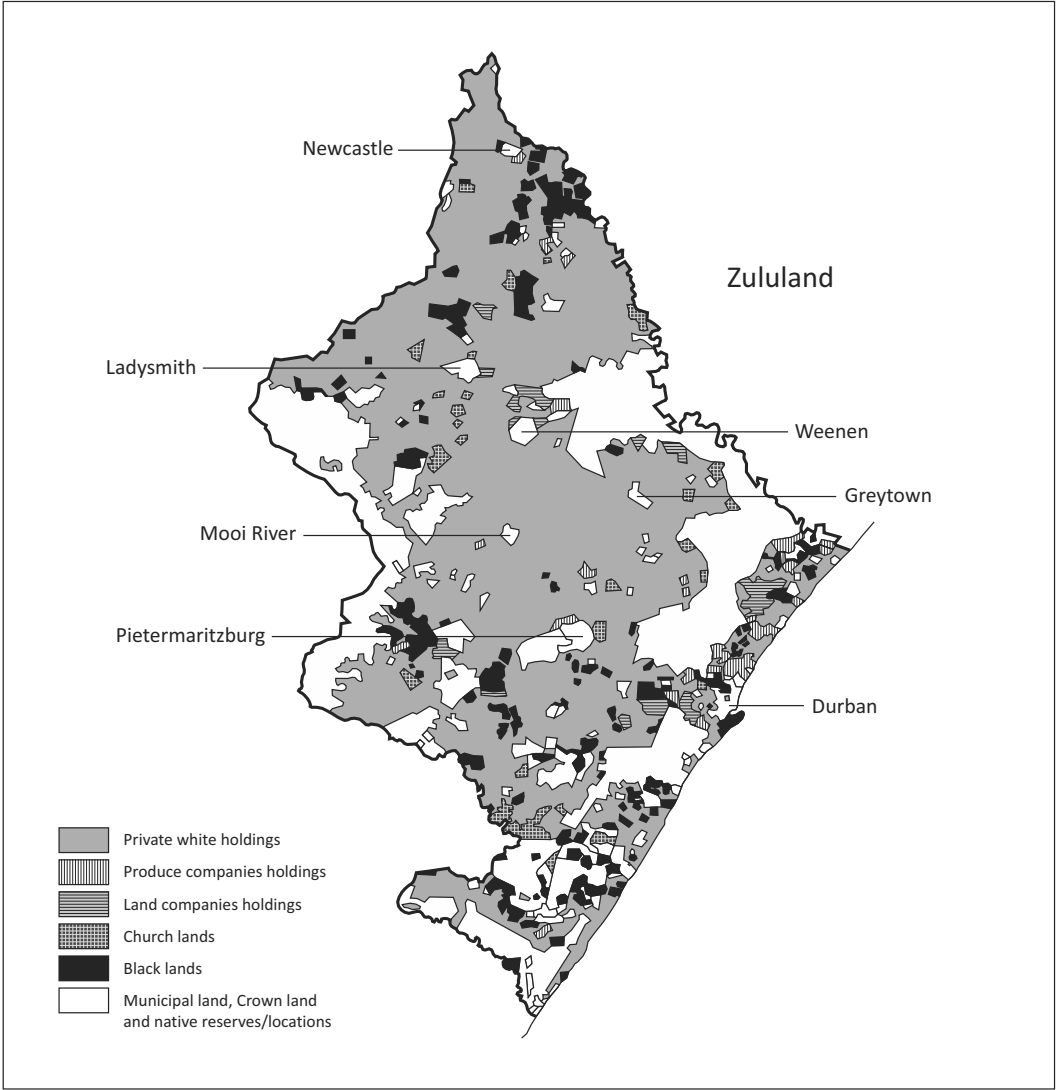 Newcastle
Zululand
Ladysmith
Weenen
Greytown
Mooi River
Pietermaritzburg
Durban
Private white holdings
Produce companies holdings
Land companies holdings
Church lands
Black lands
Municipal land, Crown land
and native reserves/locations